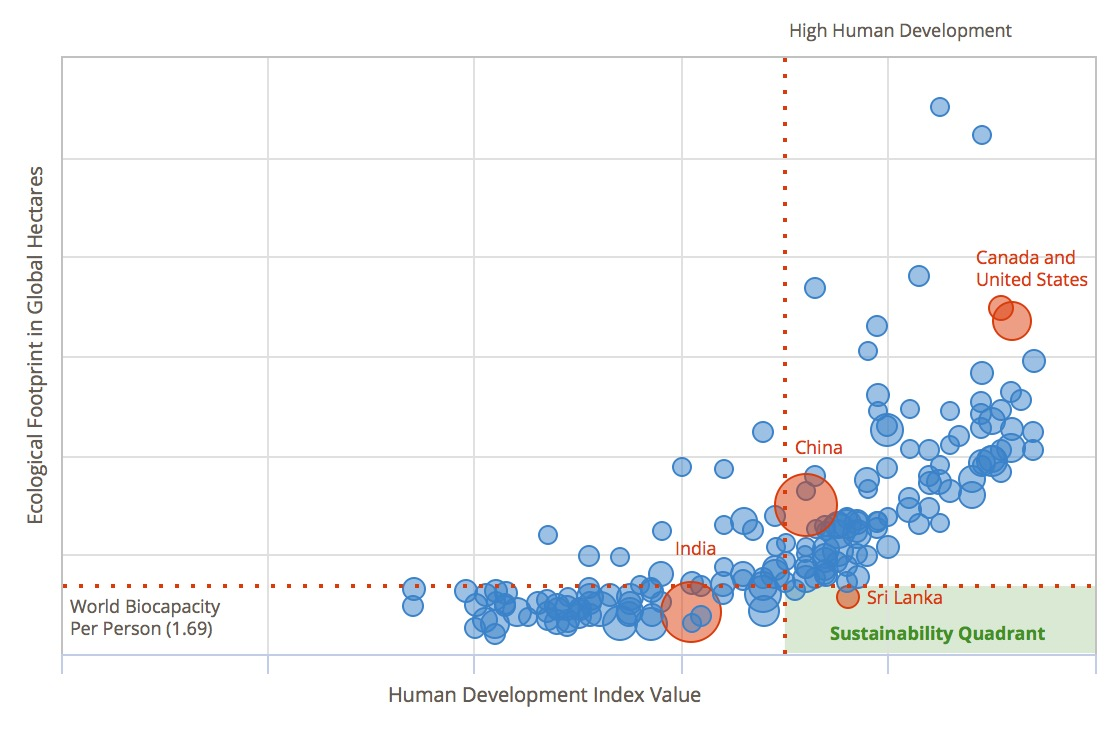 High Human Development
Ecological Footprint in Global Hectares
Canada and
United States
China
India
World Biocapacity
Per Person (1.69)
Sri Lanka
Sustainability Quadrant
Human Development Index Value